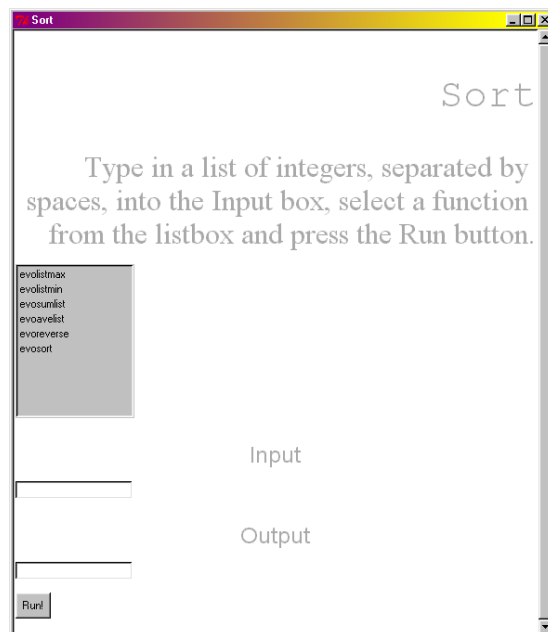 Sort
Sort
Type in a list of integers, separated by
spaces, into the Input box, select a function
from the listbox and press the Run button.
evolistmax
evolistmin
evosumlist
evoavelist
evoreverse
evosort
Input
Output
Run!